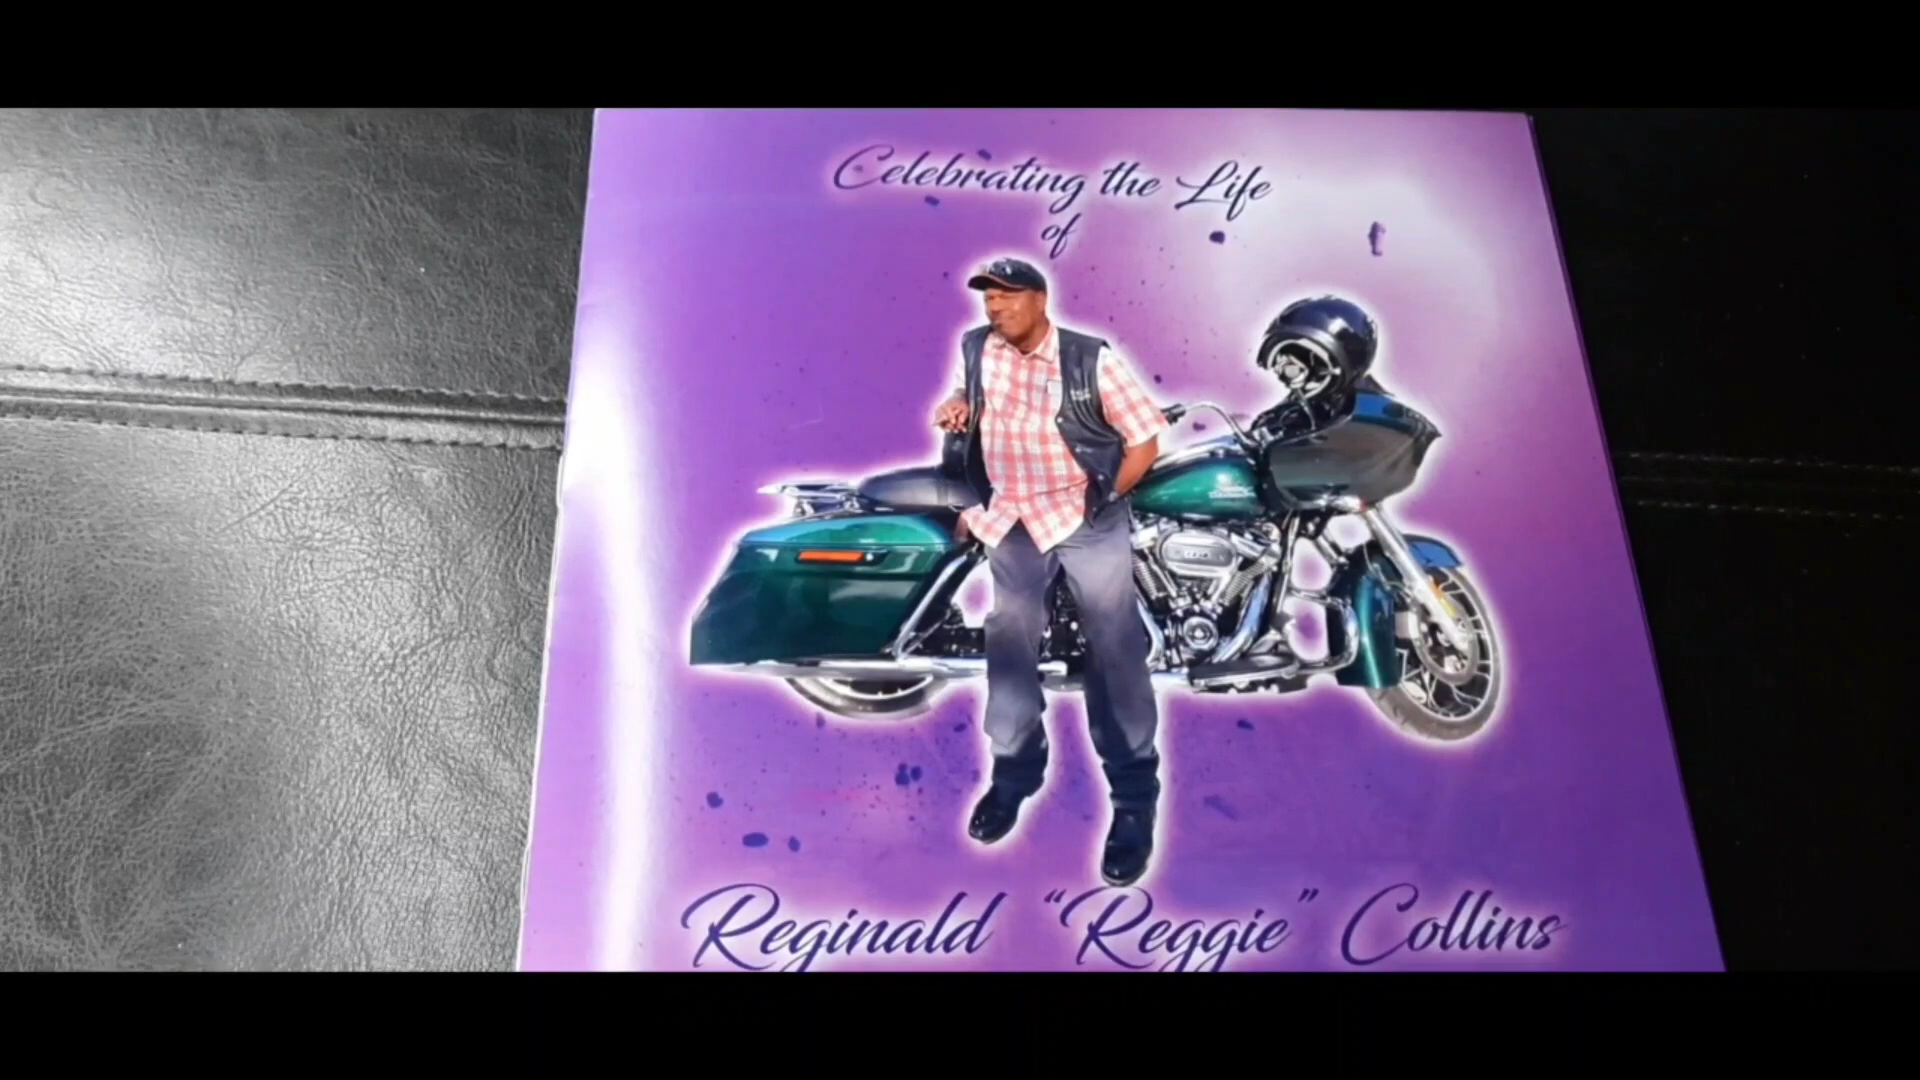 Celebrating the Life
of
Reginald “Reggie” Collins